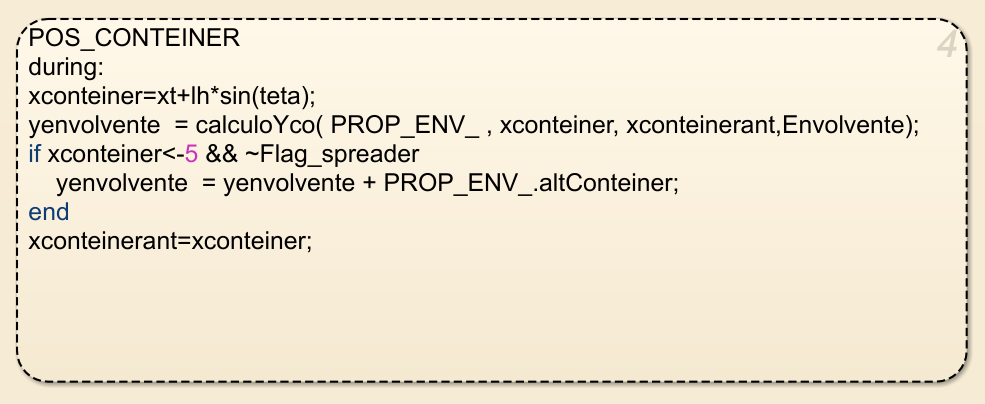 POS_CONTEINER
4
during:
xconteiner=xt+lh*sin(teta);
yenvolvente  = calculoYco( PROP_ENV_ , xconteiner, xconteinerant,Envolvente);
if xconteiner<-5 && ~Flag_spreader
    yenvolvente  = yenvolvente + PROP_ENV_.altConteiner;
end
xconteinerant=xconteiner;